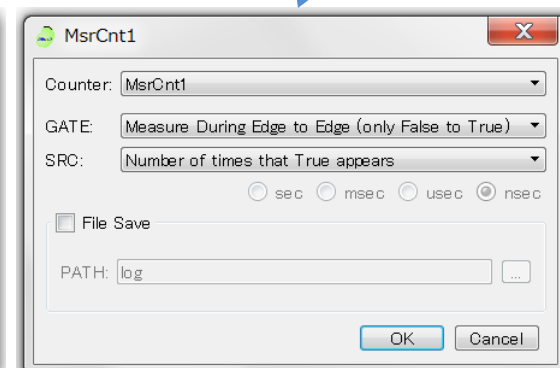 MsrCnt1
Counter: MsrCnt1
GATE: Measure During Edge to Edge (only False to True)
SRC: Number of times that True appears
sec msec usec nsec
File Save
PATH: log ...
OK Cancel